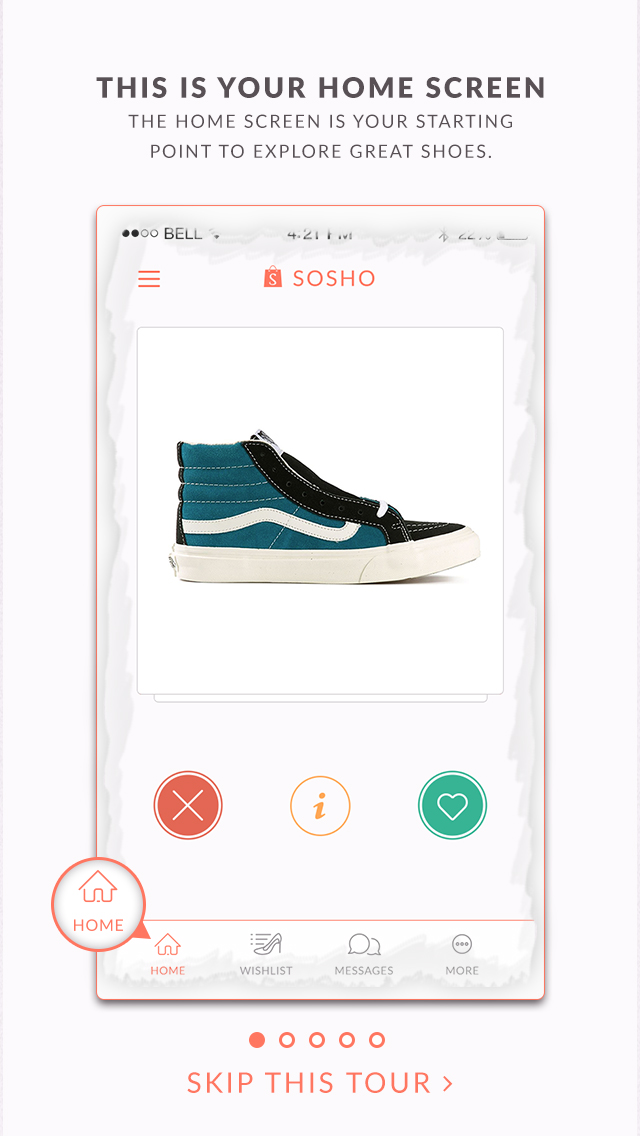 THIS IS YOUR HOME SCREEN
THE HOME SCREEN IS YOUR STARTING
POINT TO EXPLORE GREAT SHOES.
BELL 4:21 PM 22%
S SOSHO
i
HOME
HOME WISHLIST MESSAGES MORE
SKIP THIS TOUR >